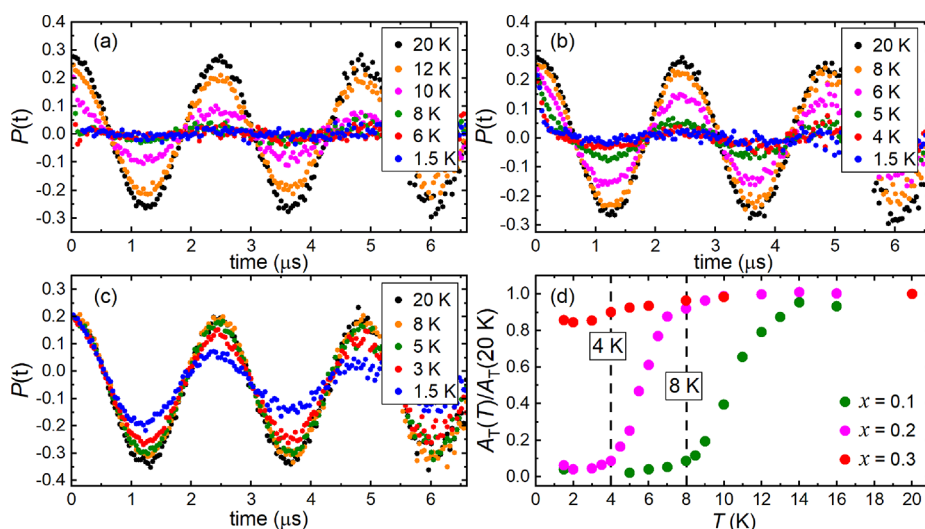 0.4
0.3
0.2
0.1
0.0
-0.1
-0.2
-0.3
P(t)
(a)
20 K
12 K
10 K
8 K
6 K
1.5 K
0 1 2 3 4 5 6
time (μs)
0.4
0.3
0.2
0.1
0.0
-0.1
-0.2
-0.3
P(t)
(b)
20 K
8 K
6 K
5 K
4 K
1.5 K
0 1 2 3 4 5 6
time (μs)
0.3
0.2
0.1
0.0
-0.1
-0.2
-0.3
-0.4
P(t)
(c)
20 K
8 K
5 K
3 K
1.5 K
0 1 2 3 4 5 6
time (μs)
1.0
0.8
0.6
0.4
0.2
0.0
A_T(T)/A_T(20 K)
(d)
4 K
8 K
x = 0.1
x = 0.2
x = 0.3
0 2 4 6 8 10 12 14 16 18 20
T (K)